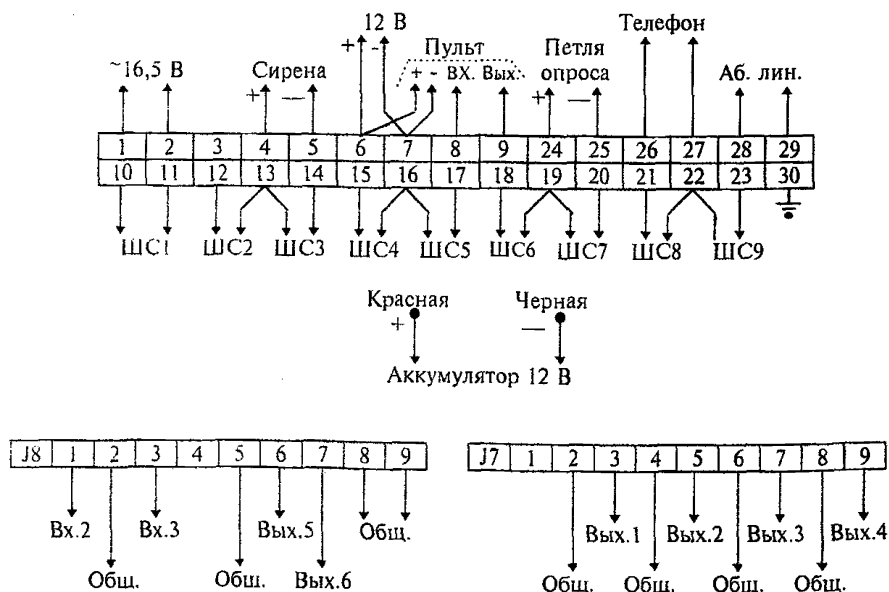 12 В
Телефон
+ -
Пульт
Петля
~16,5 В
Сирена
+ - ВХ. Вых.
опроса
Аб. лин.
+ —
+ —
1 2 3 4 5 6 7 8 9 24 25 26 27 28 29
10 11 12 13 14 15 16 17 18 19 20 21 22 23 30
ШС1 ШС2 ШС3 ШС4 ШС5 ШС6 ШС7 ШС8 ШС9
Красная Черная
+ —
Аккумулятор 12 В
J8 1 2 3 4 5 6 7 8 9
J7 1 2 3 4 5 6 7 8 9
Вх.2 Вх.3 Вых.5 Общ.
Вых.1 Вых.2 Вых.3 Вых.4
Общ. Общ. Вых.6
Общ. Общ. Общ. Общ.